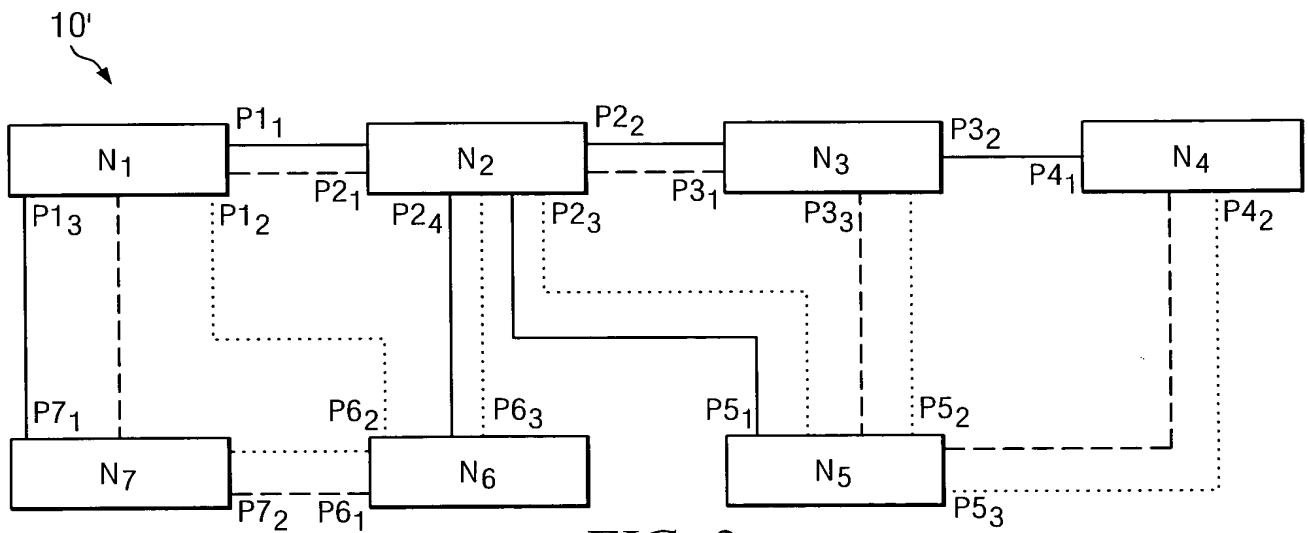 10'
P1₁ P2₂ P3₂
N₁ N₂ N₃ N₄
P2₁ P3₁ P4₁
P1₃ P1₂ P2₄ P2₃ P3₃ P4₂
P7₁ P6₂ P6₃ P5₁ P5₂
N₇ N₆ N₅
P7₂ P6₁ P5₃